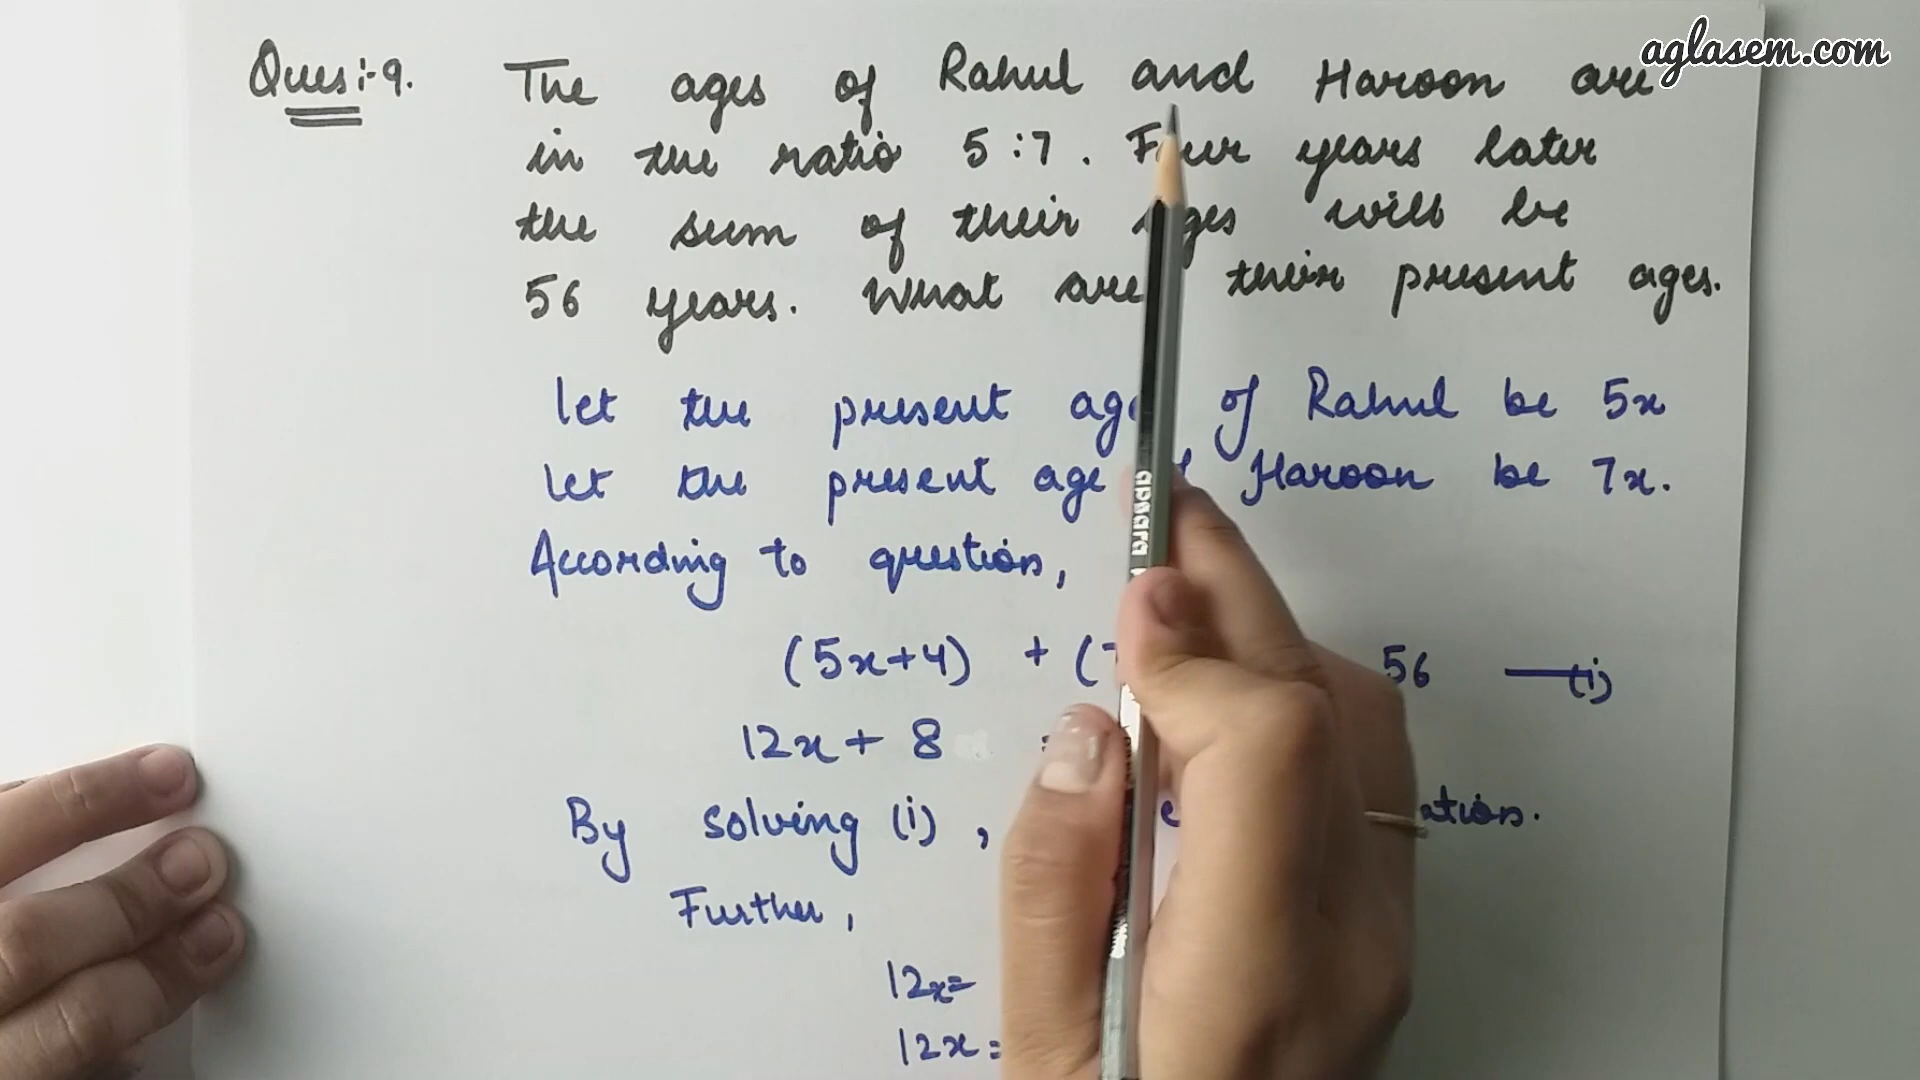 aglasem.com
Ques:-9. The ages of Rahul and Haroon are
in the ratio 5:7. Four years later
the sum of their ages will be
56 years. What are their present ages.
let the present age of Rahul be 5x
let the present age Haroon be 7x.
According to question,
(5x+4) + ( 56 —(i)
12x + 8
By solving (i),
Further,
12x=
12x=
apsara